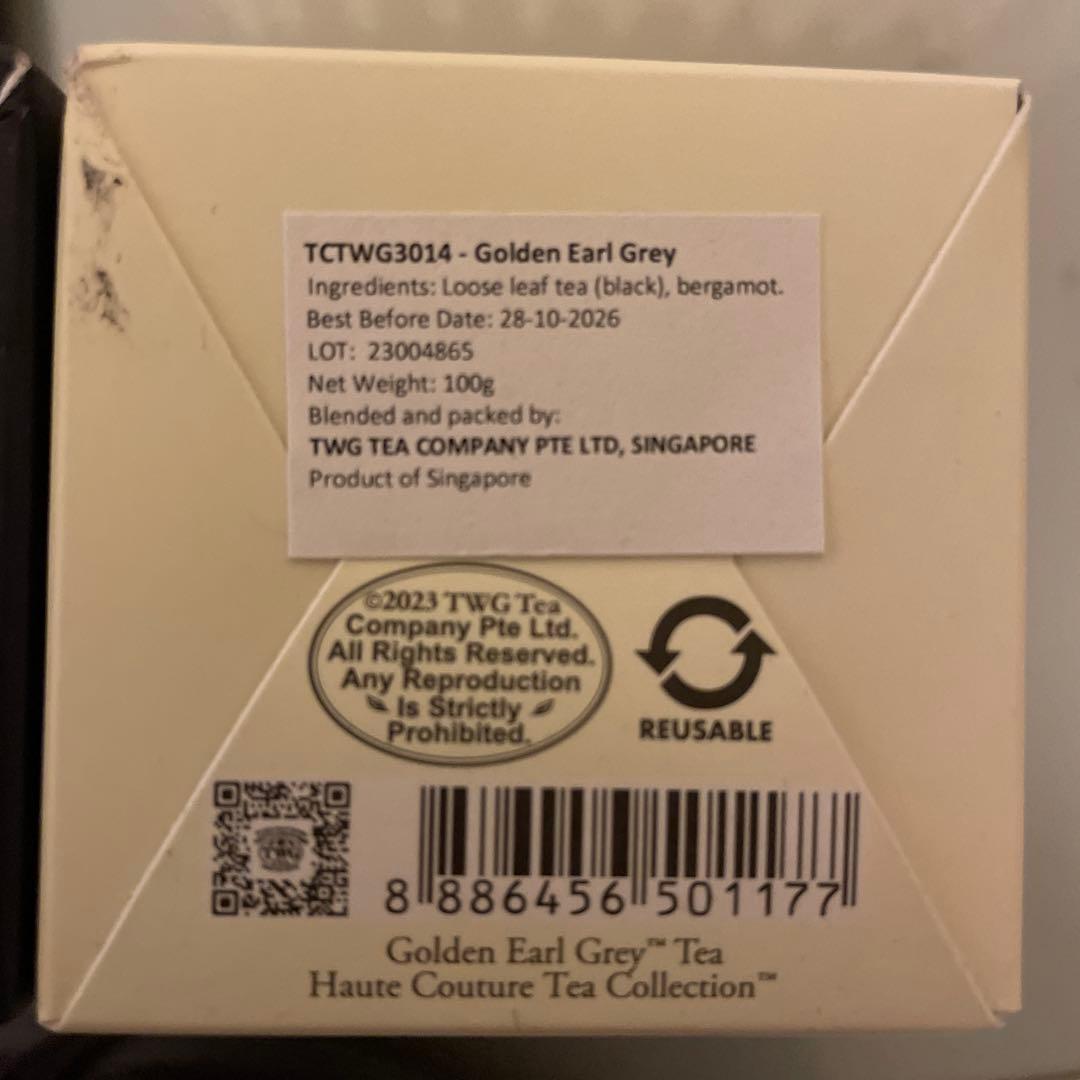 TCTWG3014 - Golden Earl Grey
Ingredients: Loose leaf tea (black), bergamot.
Best Before Date: 28-10-2026
LOT: 23004865
Net Weight: 100g
Blended and packed by:
TWG TEA COMPANY PTE LTD, SINGAPORE
Product of Singapore
©2023 TWG Tea
Company Pte Ltd.
All Rights Reserved.
Any Reproduction
Is Strictly
Prohibited.
REUSABLE
8 886456 501177
Golden Earl Grey™ Tea
Haute Couture Tea Collection™